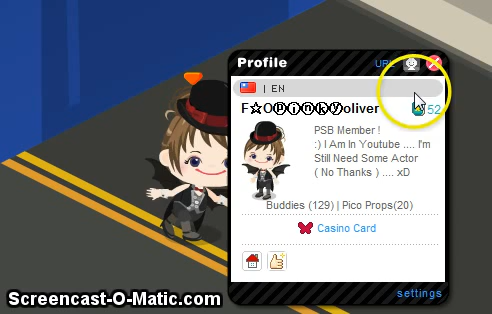 Profile
URL
| EN
F☆OⓅⓘⓝⓚⓨoliver
52
PSB Member !
:) I Am In Youtube .... I'm
Still Need Some Actor
( No Thanks ) .... xD
Buddies (129) | Pico Props(20)
Casino Card
settings
Screencast-O-Matic.com